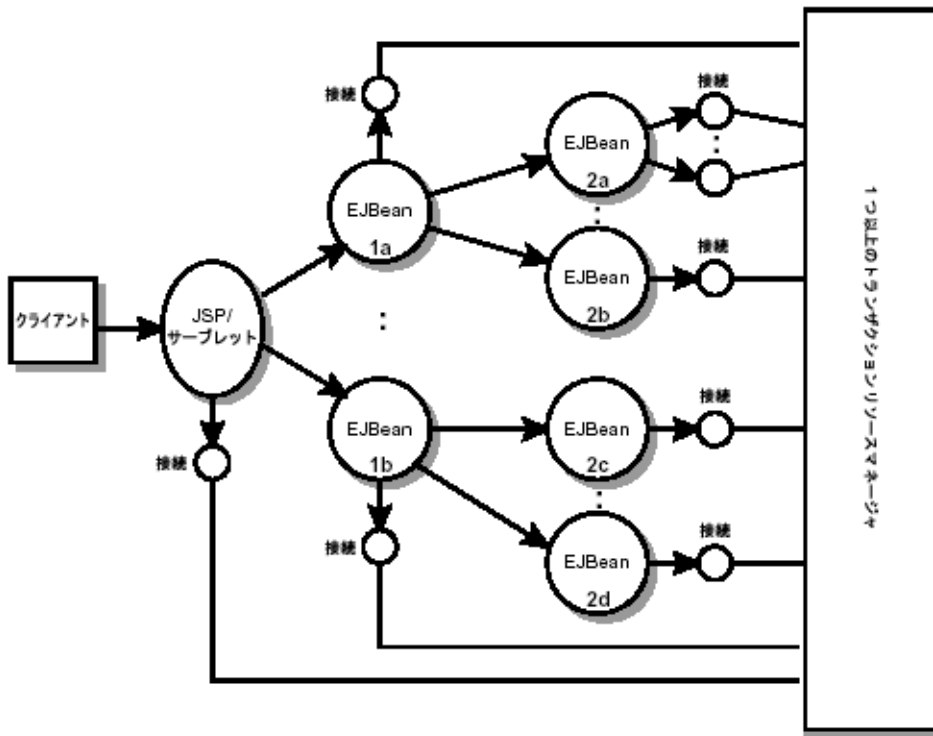 接続
接続
EJBean
2a
EJBean
1a
接続
EJBean
2b
クライアント
JSP/
サーブレット
接続
EJBean
1b
接続
EJBean
2c
接続
接続
EJBean
2d
接続
1つ以上のトランザクションリソースマネージャ